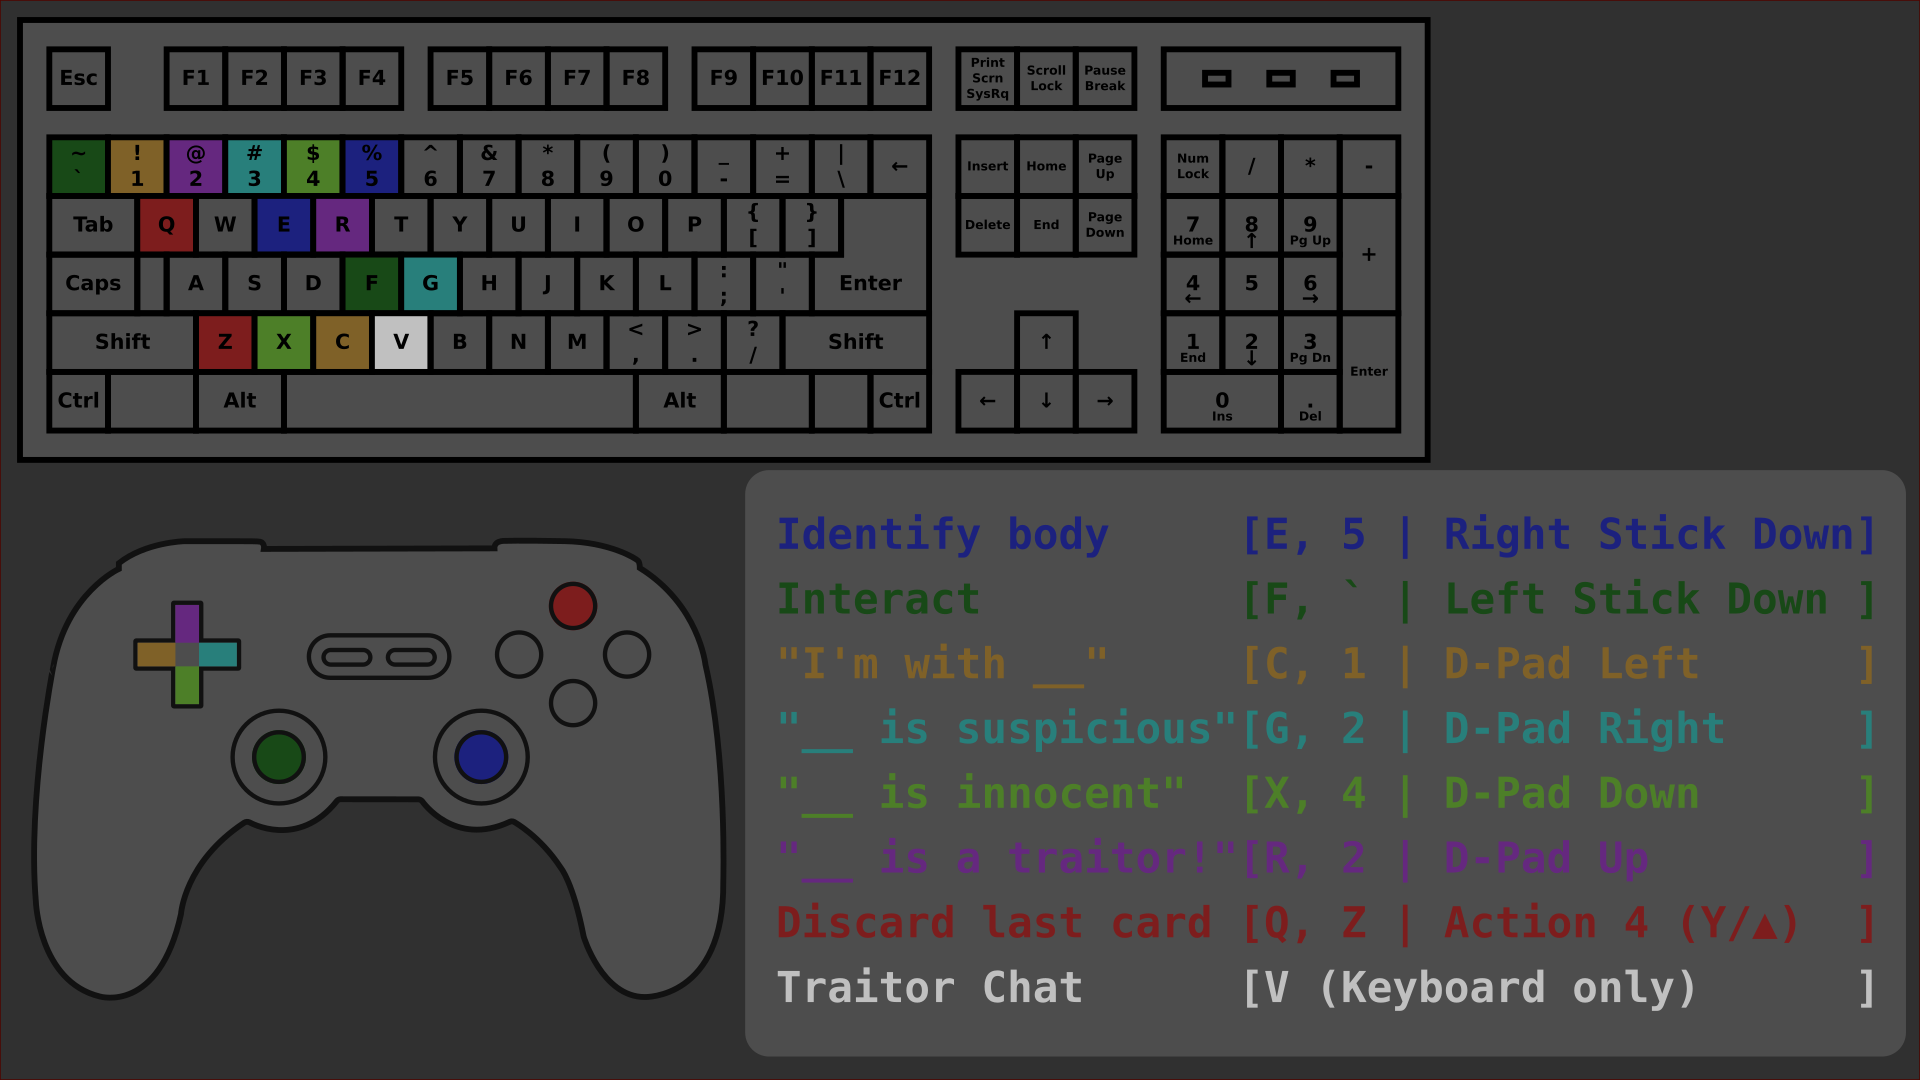 Esc F1 F2 F3 F4 F5 F6 F7 F8 F9 F10 F11 F12 Print Scrn SysRq Scroll Lock Pause Break
~ ` ! 1 @ 2 # 3 $ 4 % 5 ^ 6 & 7 * 8 ( 9 ) 0 _ - + = | \ ← Insert Home Page Up Num Lock / * -
Tab Q W E R T Y U I O P { [ } ] Delete End Page Down 7 Home 8 ↑ 9 Pg Up +
Caps A S D F G H J K L : ; " ' Enter 4 ← 5 6 →
Shift Z X C V B N M < , > . ? / Shift ↑ 1 End 2 ↓ 3 Pg Dn Enter
Ctrl Alt Alt Ctrl ← ↓ → 0 Ins . Del
Identify body [E, 5 | Right Stick Down]
Interact [F, ` | Left Stick Down ]
"I'm with __" [C, 1 | D-Pad Left ]
"__ is suspicious"[G, 2 | D-Pad Right ]
"__ is innocent" [X, 4 | D-Pad Down ]
"__ is a traitor!"[R, 2 | D-Pad Up ]
Discard last card [Q, Z | Action 4 (Y/▲) ]
Traitor Chat [V (Keyboard only) ]